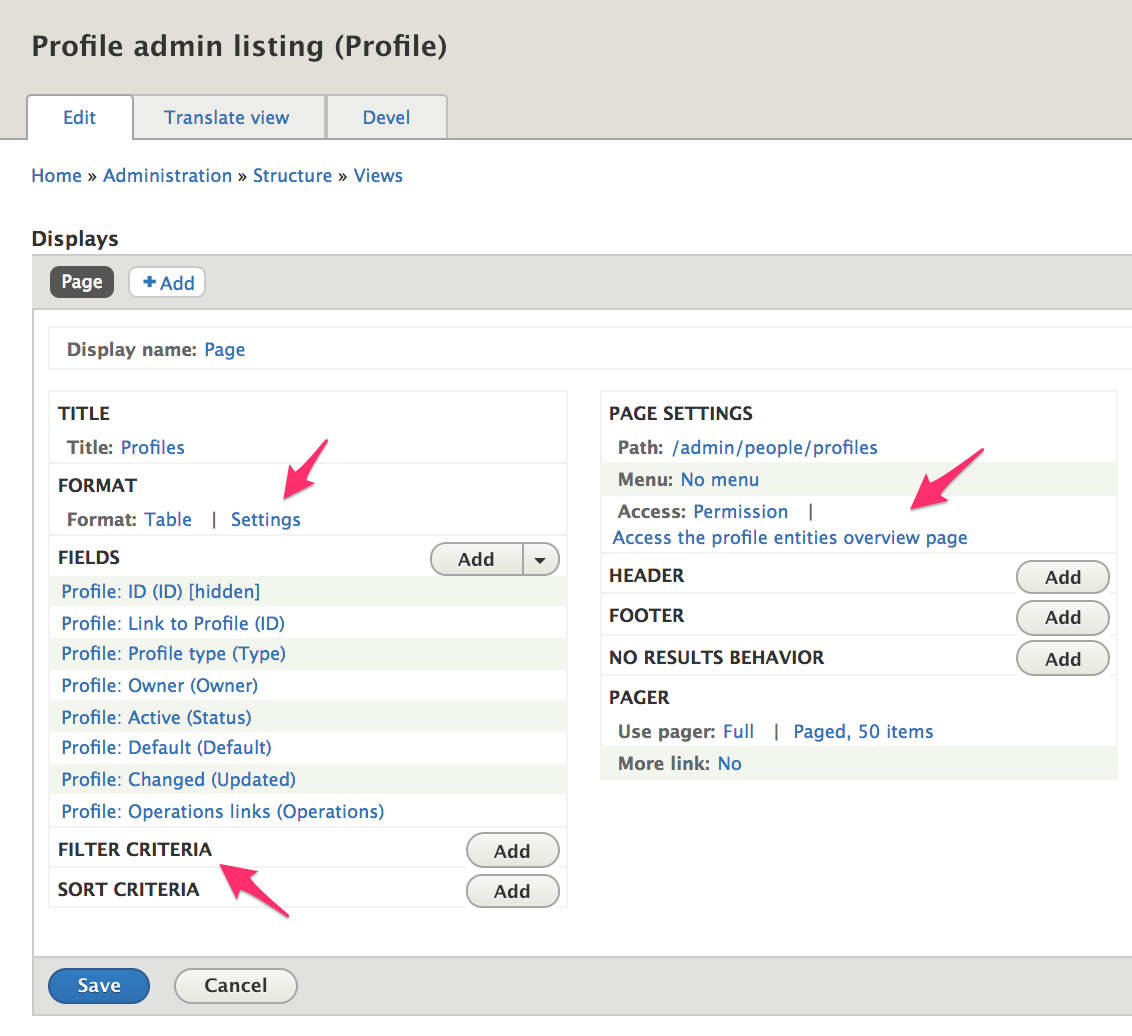 Profile admin listing (Profile)
Edit
Translate view
Devel
Home » Administration » Structure » Views
Displays
Page
+ Add
Display name: Page
TITLE
Title: Profiles
FORMAT
Format: Table | Settings
FIELDS
Add
Profile: ID (ID) [hidden]
Profile: Link to Profile (ID)
Profile: Profile type (Type)
Profile: Owner (Owner)
Profile: Active (Status)
Profile: Default (Default)
Profile: Changed (Updated)
Profile: Operations links (Operations)
FILTER CRITERIA
Add
SORT CRITERIA
Add
PAGE SETTINGS
Path: /admin/people/profiles
Menu: No menu
Access: Permission |
Access the profile entities overview page
HEADER
Add
FOOTER
Add
NO RESULTS BEHAVIOR
Add
PAGER
Use pager: Full | Paged, 50 items
More link: No
Save
Cancel